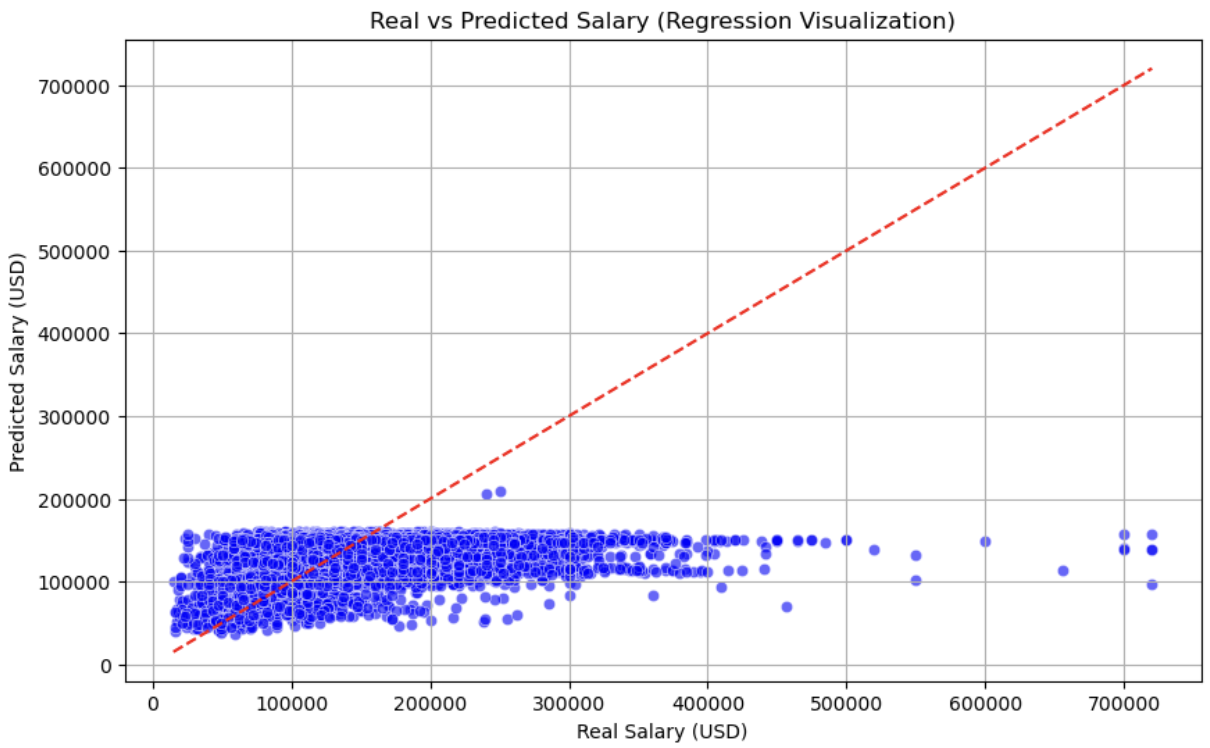 Real vs Predicted Salary (Regression Visualization)
700000
600000
500000
400000
300000
200000
100000
0
Predicted Salary (USD)
0 100000 200000 300000 400000 500000 600000 700000
Real Salary (USD)